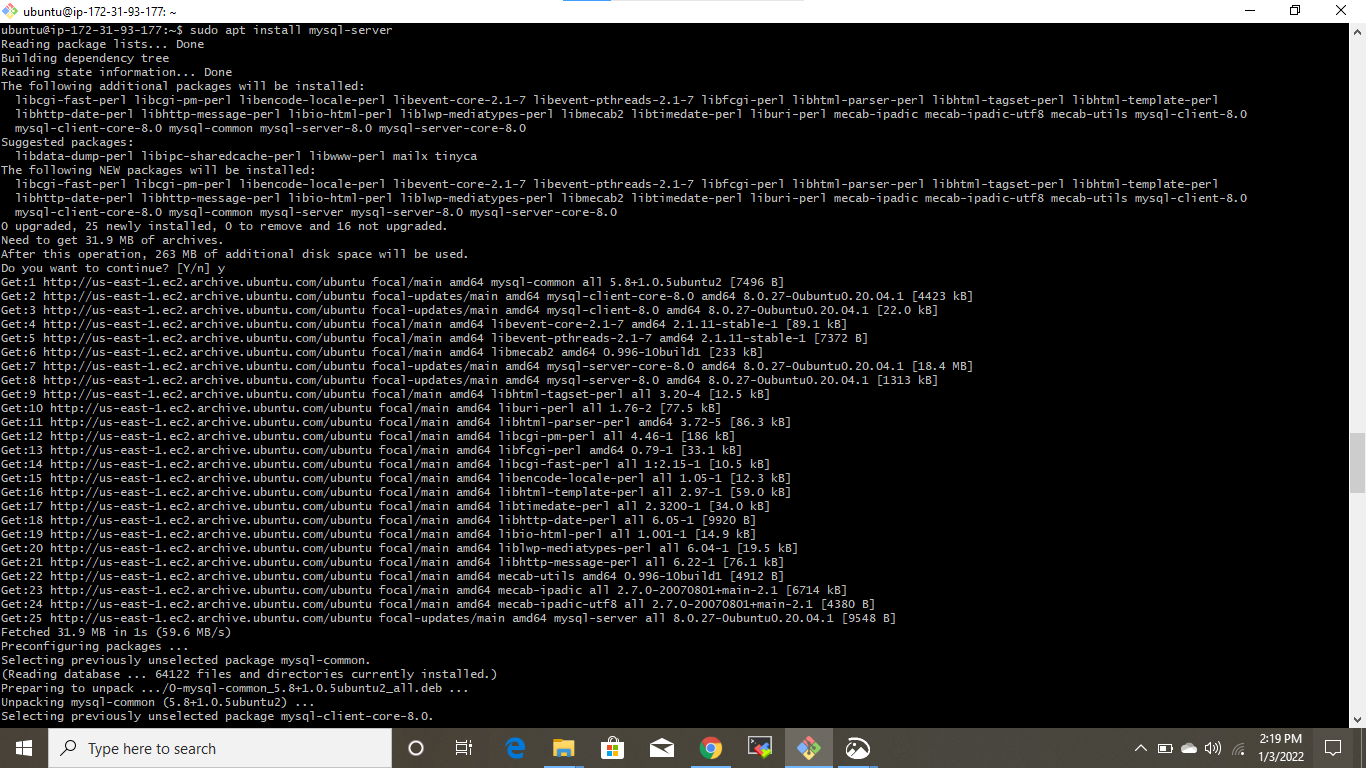 ubuntu@ip-172-31-93-177: ~
ubuntu@ip-172-31-93-177:~$ sudo apt install mysql-server
Reading package lists... Done
Building dependency tree
Reading state information... Done
The following additional packages will be installed:
  libcgi-fast-perl libcgi-pm-perl libencode-locale-perl libevent-core-2.1-7 libevent-pthreads-2.1-7 libfcgi-perl libhtml-parser-perl libhtml-tagset-perl libhtml-template-perl
  libhttp-date-perl libhttp-message-perl libio-html-perl liblwp-mediatypes-perl libmecab2 libtimedate-perl liburi-perl mecab-ipadic mecab-ipadic-utf8 mecab-utils mysql-client-8.0
  mysql-client-core-8.0 mysql-common mysql-server-8.0 mysql-server-core-8.0
Suggested packages:
  libdata-dump-perl libipc-sharedcache-perl libwww-perl mailx tinyca
The following NEW packages will be installed:
  libcgi-fast-perl libcgi-pm-perl libencode-locale-perl libevent-core-2.1-7 libevent-pthreads-2.1-7 libfcgi-perl libhtml-parser-perl libhtml-tagset-perl libhtml-template-perl
  libhttp-date-perl libhttp-message-perl libio-html-perl liblwp-mediatypes-perl libmecab2 libtimedate-perl liburi-perl mecab-ipadic mecab-ipadic-utf8 mecab-utils mysql-client-8.0
  mysql-client-core-8.0 mysql-common mysql-server mysql-server-8.0 mysql-server-core-8.0
0 upgraded, 25 newly installed, 0 to remove and 16 not upgraded.
Need to get 31.9 MB of archives.
After this operation, 263 MB of additional disk space will be used.
Do you want to continue? [Y/n] y
Get:1 http://us-east-1.ec2.archive.ubuntu.com/ubuntu focal/main amd64 mysql-common all 5.8+1.0.5ubuntu2 [7496 B]
Get:2 http://us-east-1.ec2.archive.ubuntu.com/ubuntu focal-updates/main amd64 mysql-client-core-8.0 amd64 8.0.27-0ubuntu0.20.04.1 [4423 kB]
Get:3 http://us-east-1.ec2.archive.ubuntu.com/ubuntu focal-updates/main amd64 mysql-client-8.0 amd64 8.0.27-0ubuntu0.20.04.1 [22.0 kB]
Get:4 http://us-east-1.ec2.archive.ubuntu.com/ubuntu focal/main amd64 libevent-core-2.1-7 amd64 2.1.11-stable-1 [89.1 kB]
Get:5 http://us-east-1.ec2.archive.ubuntu.com/ubuntu focal/main amd64 libevent-pthreads-2.1-7 amd64 2.1.11-stable-1 [7372 B]
Get:6 http://us-east-1.ec2.archive.ubuntu.com/ubuntu focal/main amd64 libmecab2 amd64 0.996-10build1 [233 kB]
Get:7 http://us-east-1.ec2.archive.ubuntu.com/ubuntu focal-updates/main amd64 mysql-server-core-8.0 amd64 8.0.27-0ubuntu0.20.04.1 [18.4 MB]
Get:8 http://us-east-1.ec2.archive.ubuntu.com/ubuntu focal-updates/main amd64 mysql-server-8.0 amd64 8.0.27-0ubuntu0.20.04.1 [1313 kB]
Get:9 http://us-east-1.ec2.archive.ubuntu.com/ubuntu focal/main amd64 libhtml-tagset-perl all 3.20-4 [12.5 kB]
Get:10 http://us-east-1.ec2.archive.ubuntu.com/ubuntu focal/main amd64 liburi-perl all 1.76-2 [77.5 kB]
Get:11 http://us-east-1.ec2.archive.ubuntu.com/ubuntu focal/main amd64 libhtml-parser-perl amd64 3.72-5 [86.3 kB]
Get:12 http://us-east-1.ec2.archive.ubuntu.com/ubuntu focal/main amd64 libcgi-pm-perl all 4.46-1 [186 kB]
Get:13 http://us-east-1.ec2.archive.ubuntu.com/ubuntu focal/main amd64 libfcgi-perl amd64 0.79-1 [33.1 kB]
Get:14 http://us-east-1.ec2.archive.ubuntu.com/ubuntu focal/main amd64 libcgi-fast-perl all 1:2.15-1 [10.5 kB]
Get:15 http://us-east-1.ec2.archive.ubuntu.com/ubuntu focal/main amd64 libencode-locale-perl all 1.05-1 [12.3 kB]
Get:16 http://us-east-1.ec2.archive.ubuntu.com/ubuntu focal/main amd64 libhtml-template-perl all 2.97-1 [59.0 kB]
Get:17 http://us-east-1.ec2.archive.ubuntu.com/ubuntu focal/main amd64 libtimedate-perl all 2.3200-1 [34.0 kB]
Get:18 http://us-east-1.ec2.archive.ubuntu.com/ubuntu focal/main amd64 libhttp-date-perl all 6.05-1 [9920 B]
Get:19 http://us-east-1.ec2.archive.ubuntu.com/ubuntu focal/main amd64 libio-html-perl all 1.001-1 [14.9 kB]
Get:20 http://us-east-1.ec2.archive.ubuntu.com/ubuntu focal/main amd64 liblwp-mediatypes-perl all 6.04-1 [19.5 kB]
Get:21 http://us-east-1.ec2.archive.ubuntu.com/ubuntu focal/main amd64 libhttp-message-perl all 6.22-1 [76.1 kB]
Get:22 http://us-east-1.ec2.archive.ubuntu.com/ubuntu focal/main amd64 mecab-utils amd64 0.996-10build1 [4912 B]
Get:23 http://us-east-1.ec2.archive.ubuntu.com/ubuntu focal/main amd64 mecab-ipadic all 2.7.0-20070801+main-2.1 [6714 kB]
Get:24 http://us-east-1.ec2.archive.ubuntu.com/ubuntu focal/main amd64 mecab-ipadic-utf8 all 2.7.0-20070801+main-2.1 [4380 B]
Get:25 http://us-east-1.ec2.archive.ubuntu.com/ubuntu focal-updates/main amd64 mysql-server all 8.0.27-0ubuntu0.20.04.1 [9548 B]
Fetched 31.9 MB in 1s (59.6 MB/s)
Preconfiguring packages ...
Selecting previously unselected package mysql-common.
(Reading database ... 64122 files and directories currently installed.)
Preparing to unpack .../0-mysql-common_5.8+1.0.5ubuntu2_all.deb ...
Unpacking mysql-common (5.8+1.0.5ubuntu2) ...
Selecting previously unselected package mysql-client-core-8.0.
Type here to search
2:19 PM
1/3/2022